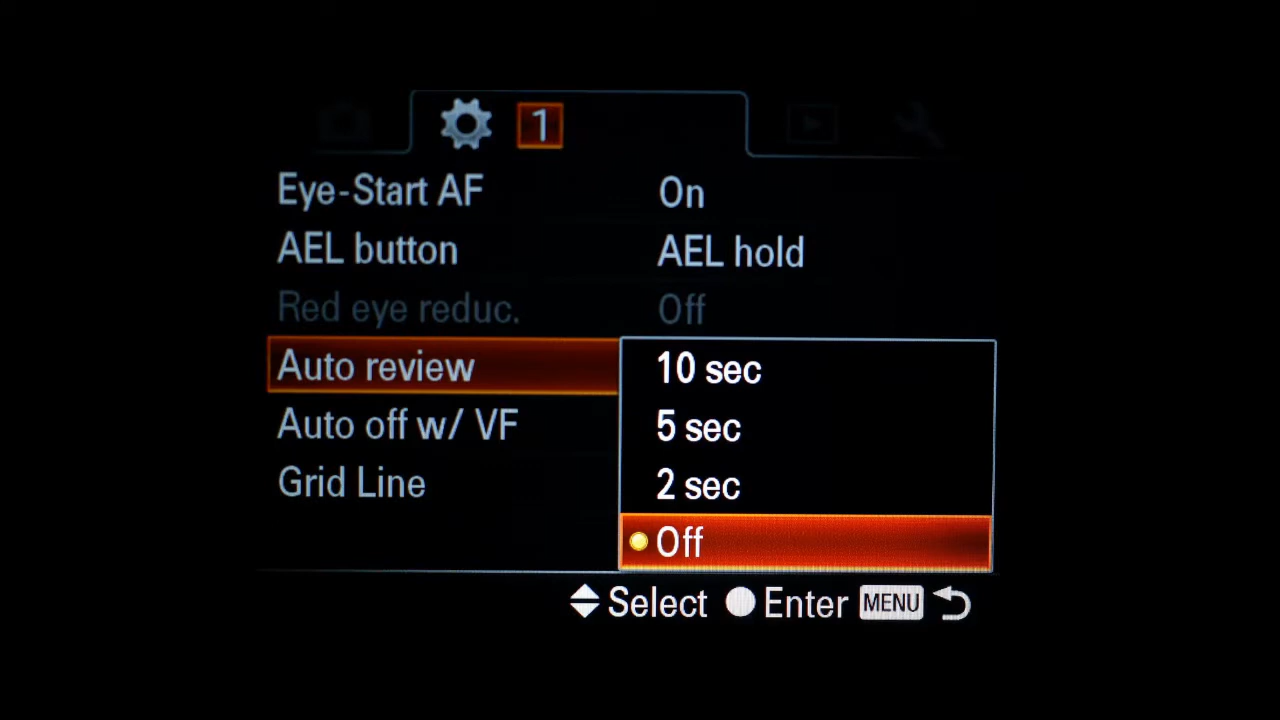 1
Eye-Start AF On
AEL button AEL hold
Red eye reduc. Off
Auto review 10 sec
Auto off w/ VF 5 sec
Grid Line 2 sec
Off
Select Enter MENU